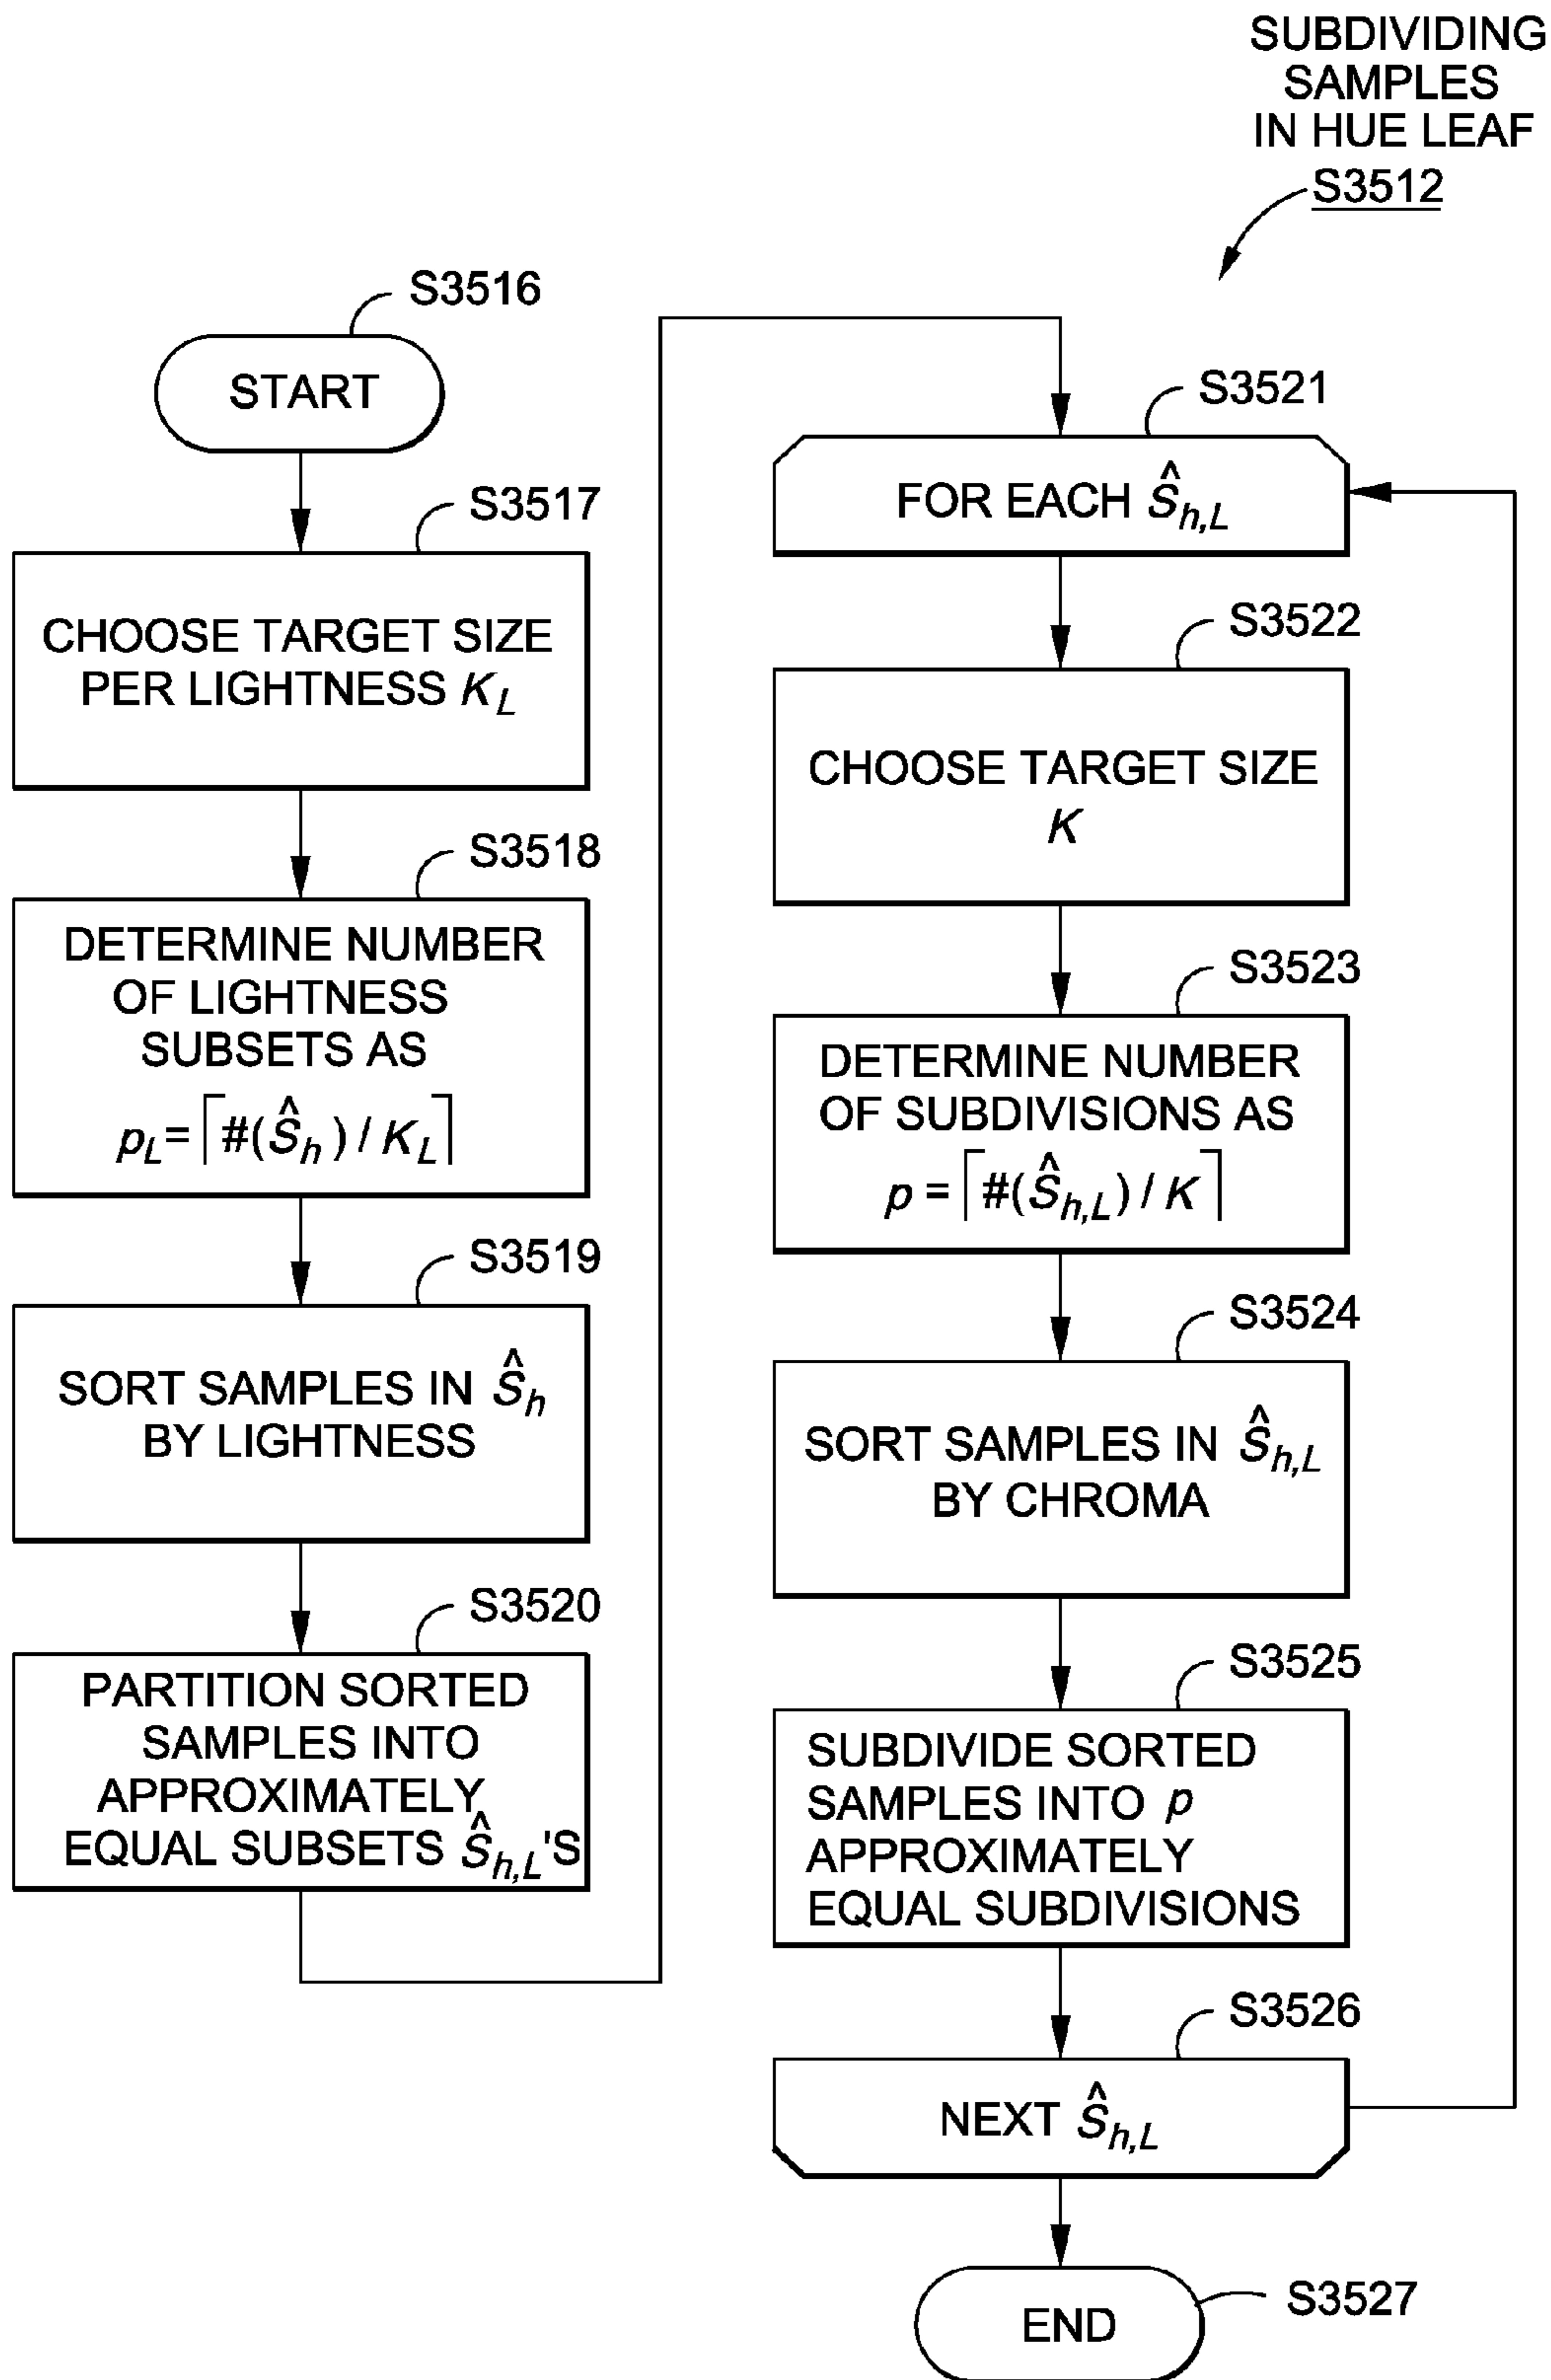 SUBDIVIDING
SAMPLES
IN HUE LEAF
S3512
S3516
START
S3517
CHOOSE TARGET SIZE
PER LIGHTNESS K_L
S3518
DETERMINE NUMBER
OF LIGHTNESS
SUBSETS AS
p_L = ⌈#(Ŝ_h) / K_L⌉
S3519
SORT SAMPLES IN Ŝ_h
BY LIGHTNESS
S3520
PARTITION SORTED
SAMPLES INTO
APPROXIMATELY
EQUAL SUBSETS Ŝ_h,L'S
S3521
FOR EACH Ŝ_h,L
S3522
CHOOSE TARGET SIZE
K
S3523
DETERMINE NUMBER
OF SUBDIVISIONS AS
p = ⌈#(Ŝ_h,L) / K⌉
S3524
SORT SAMPLES IN Ŝ_h,L
BY CHROMA
S3525
SUBDIVIDE SORTED
SAMPLES INTO p
APPROXIMATELY
EQUAL SUBDIVISIONS
S3526
NEXT Ŝ_h,L
END
S3527